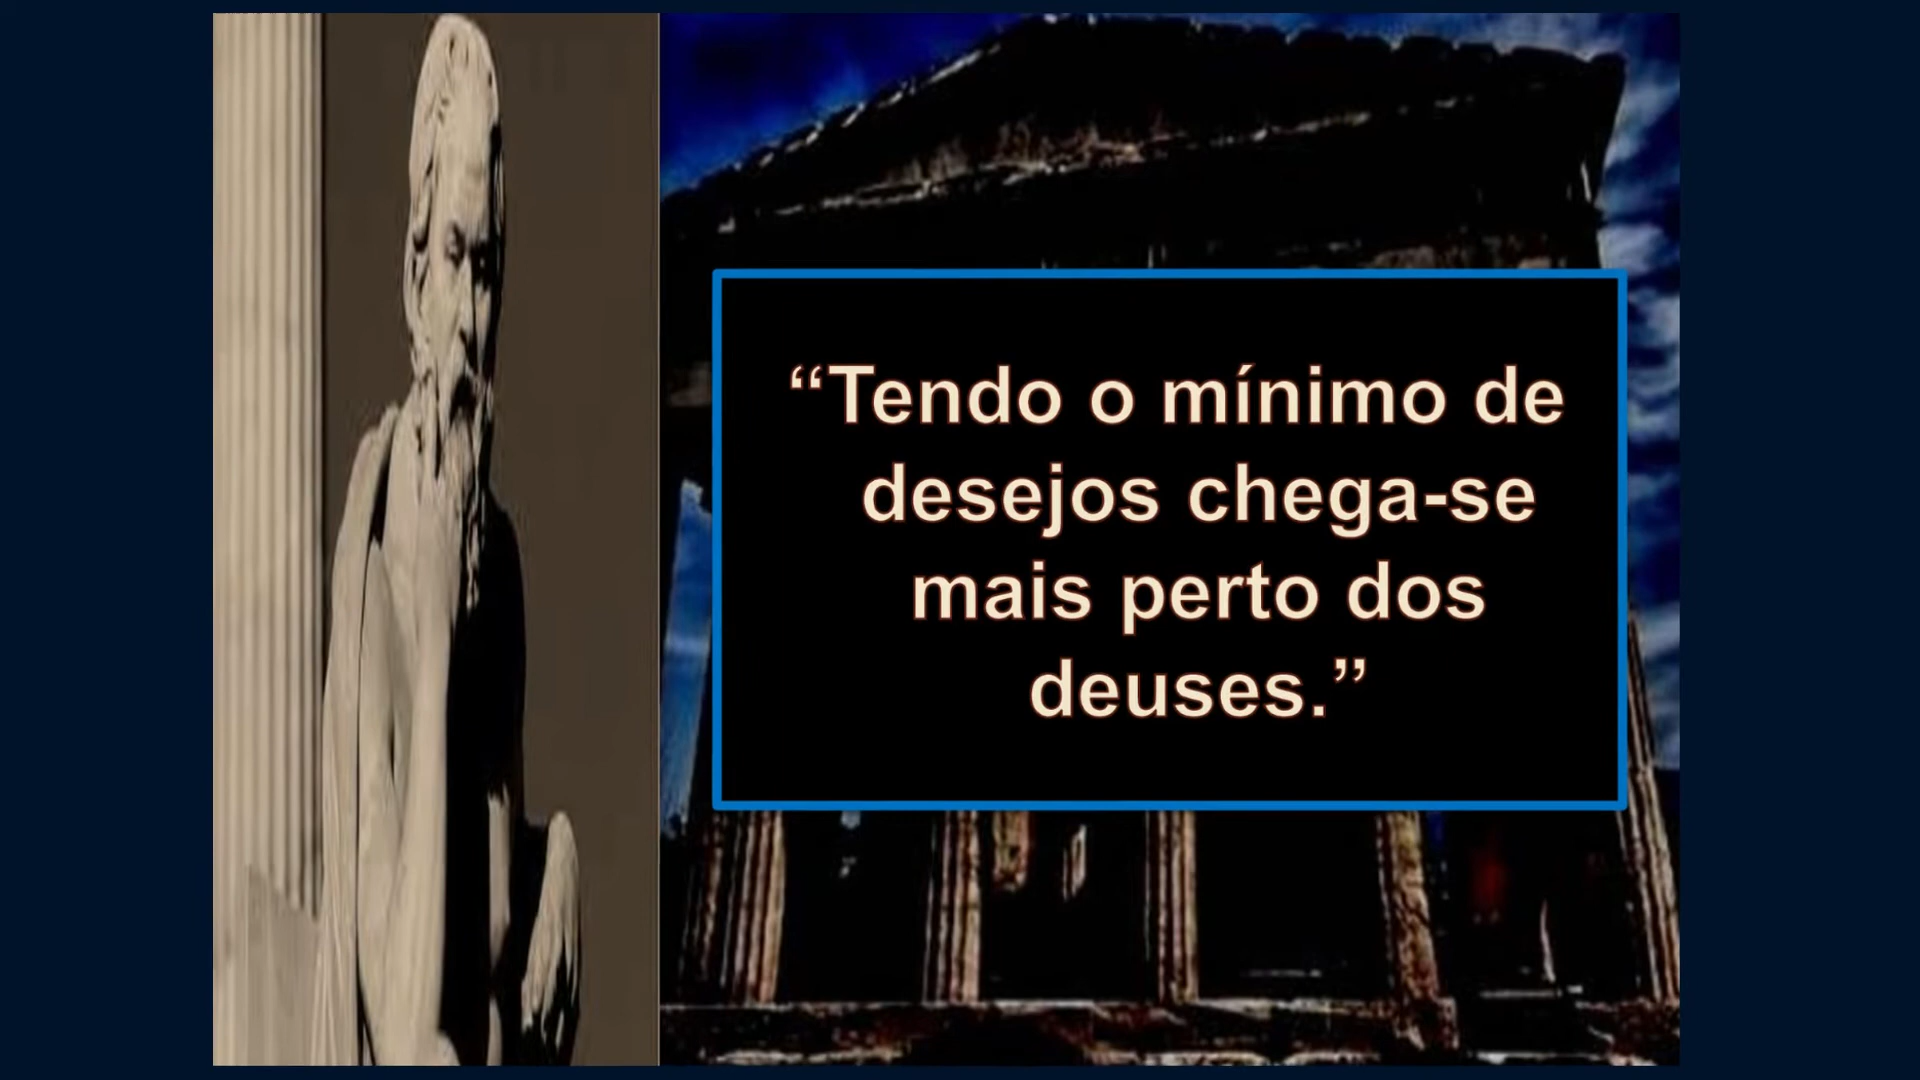 “Tendo o mínimo de
desejos chega-se
mais perto dos
deuses.”